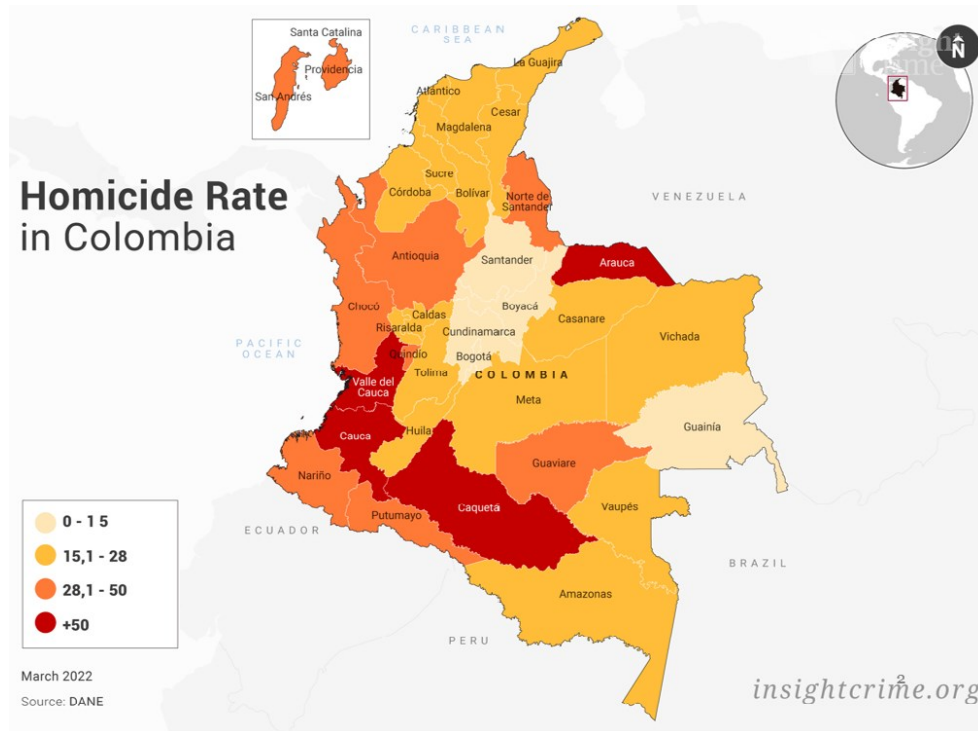 Santa Catalina
Providencia
San Andrés
CARIBBEAN
SEA
La Guajira
Atlántico
Cesar
Magdalena
Sucre
Córdoba
Bolívar
Norte de
Santander
VENEZUELA
N
Homicide Rate
in Colombia
Antioquia
Santander
Arauca
Chocó
Boyacá
Caldas
Casanare
Risaralda
Cundinamarca
Vichada
PACIFIC
OCEAN
Quindío
Bogotá
Tolima
COLOMBIA
Valle del
Cauca
Meta
Cauca
Huila
Guainía
Nariño
Guaviare
Caquetá
Vaupés
Putumayo
ECUADOR
0 - 1 5
15,1 - 28
28,1 - 50
+50
BRAZIL
Amazonas
PERU
March 2022
Source: DANE
2
insightcrime.org